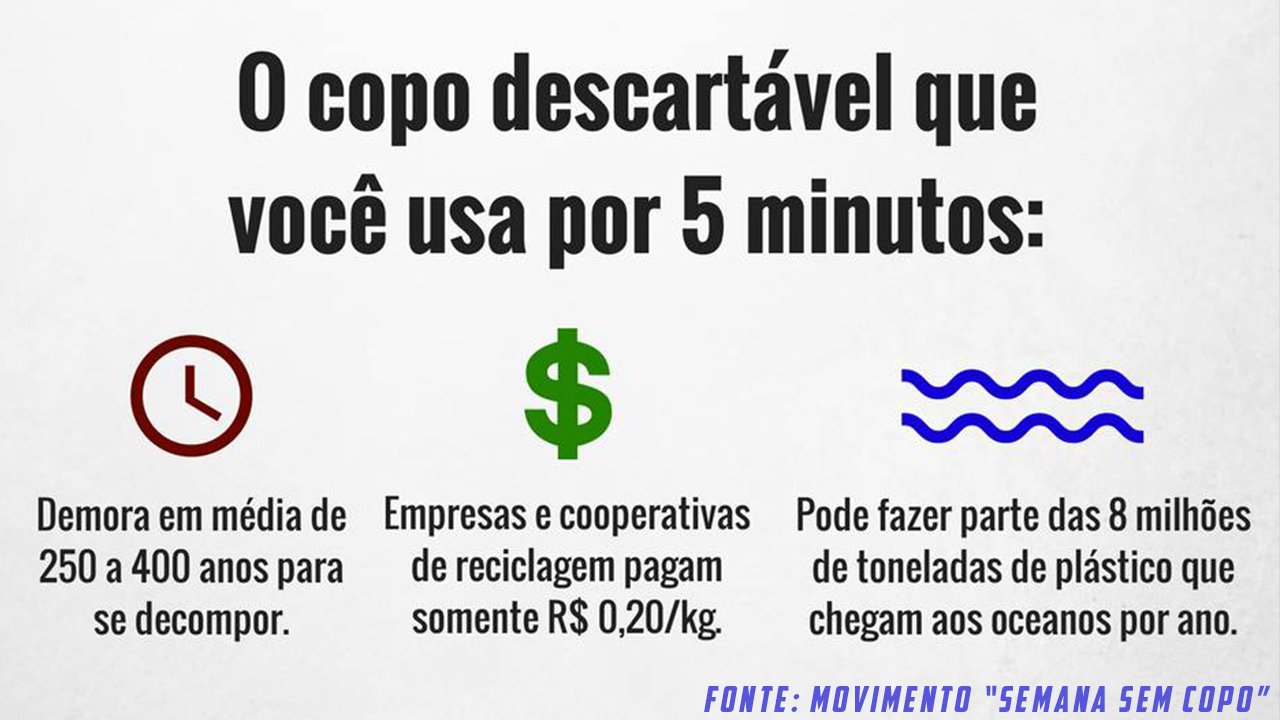 O copo descartável que
você usa por 5 minutos:
$
Demora em média de
250 a 400 anos para
se decompor.
Empresas e cooperativas
de reciclagem pagam
somente R$ 0,20/kg.
Pode fazer parte das 8 milhões
de toneladas de plástico que
chegam aos oceanos por ano.
FONTE: MOVIMENTO "SEMANA SEM COPO"